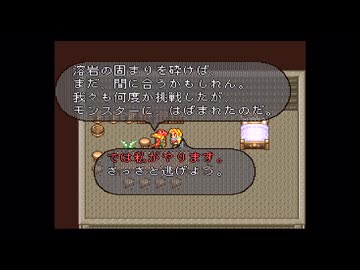 溶岩の固まりを砕けば、
まだ 間に合うかもしれん。
我々も何度か挑戦したが、
モンスターに はばまれたのだ。
では私がやります。
さっさと逃げよう。